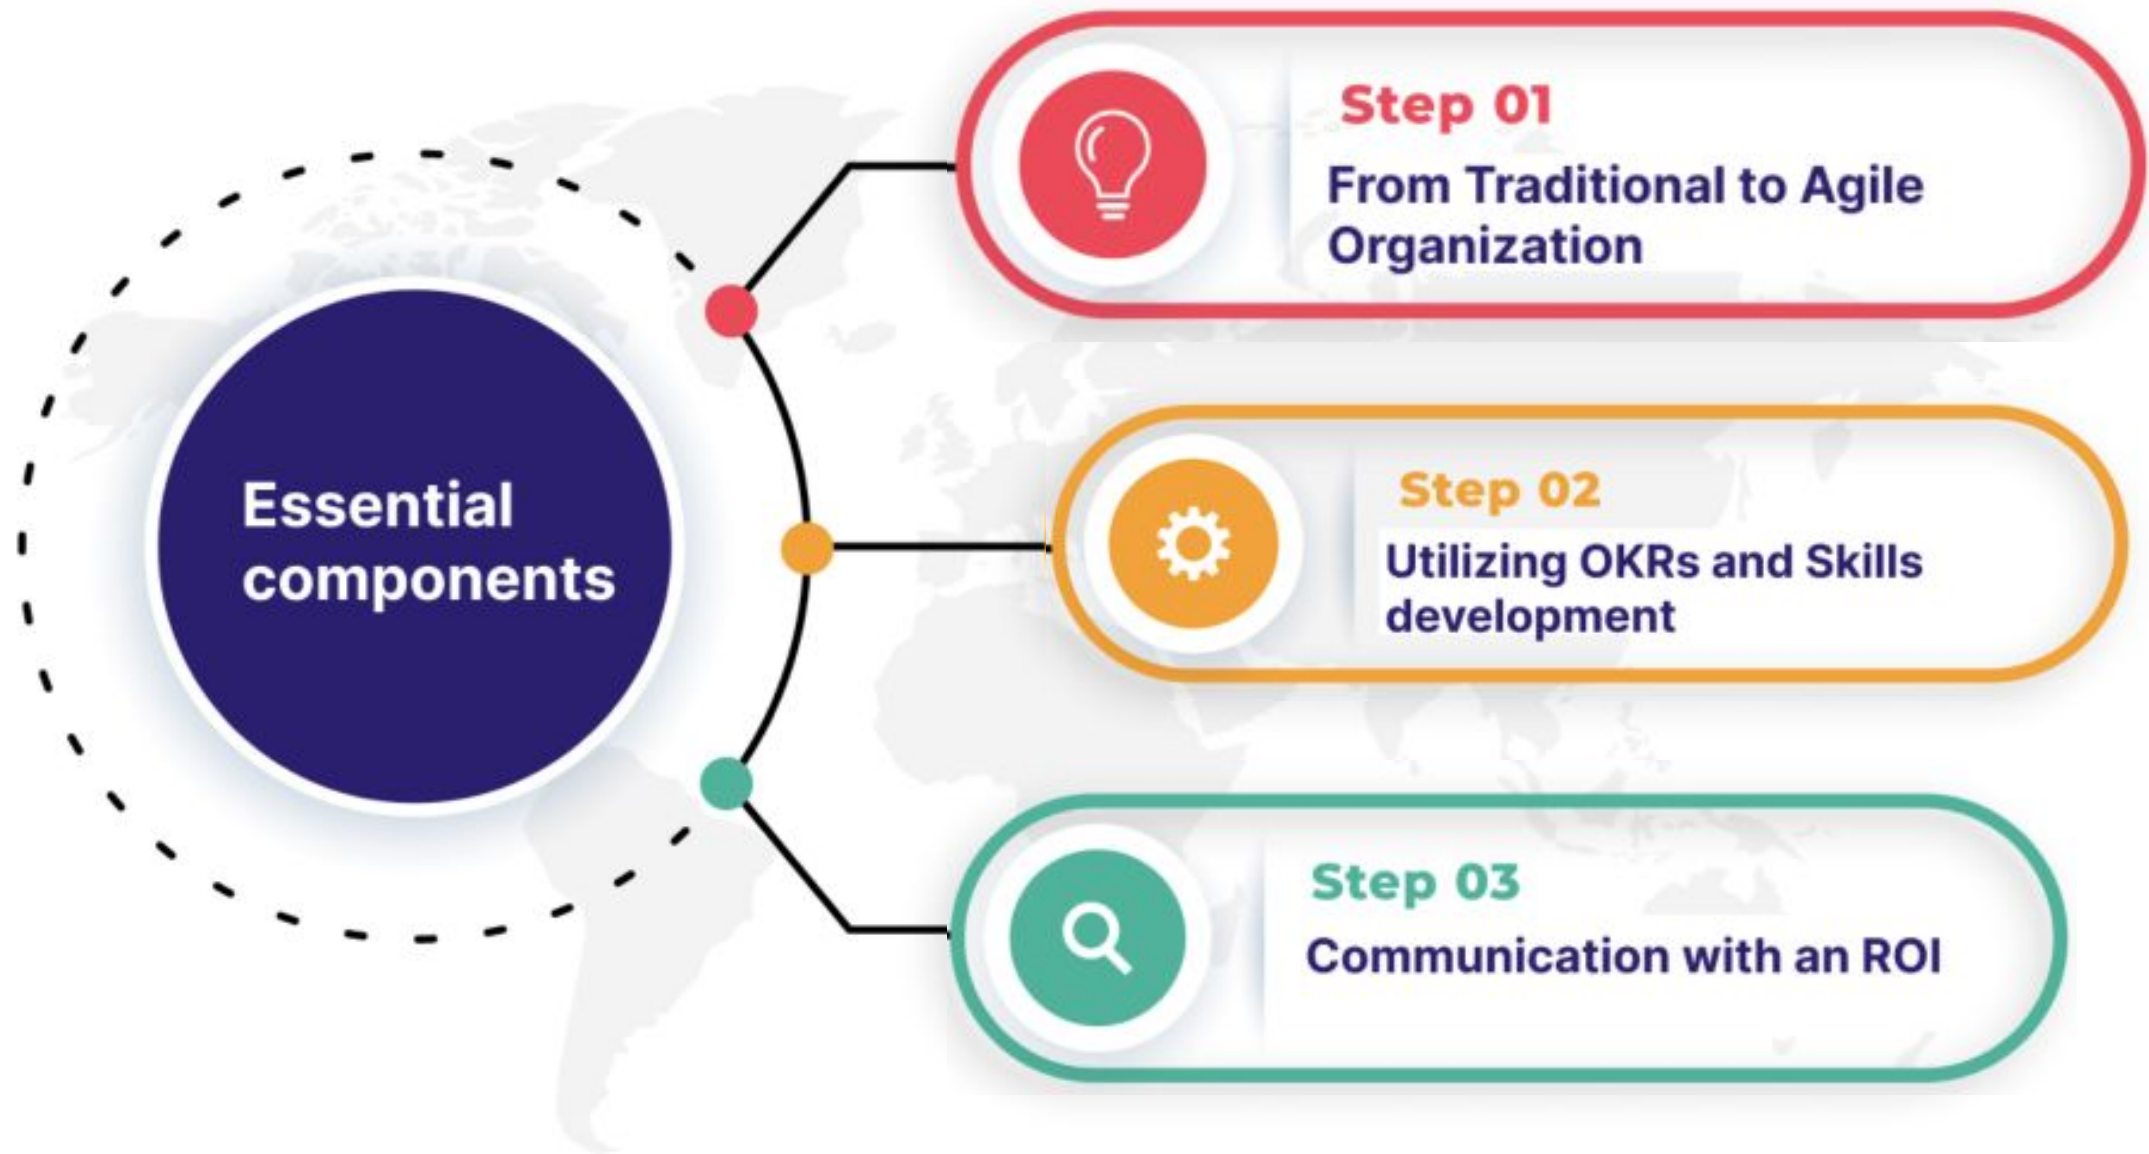 Essential
components
Step 01
From Traditional to Agile
Organization
Step 02
Utilizing OKRs and Skills
development
Step 03
Communication with an ROI